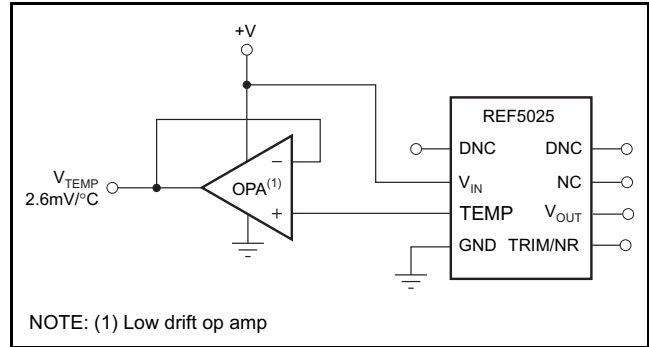 +V
REF5025
DNC DNC
V_IN NC
TEMP V_OUT
GND TRIM/NR
V_TEMP
2.6mV/°C
−
OPA(1)
+
NOTE: (1) Low drift op amp